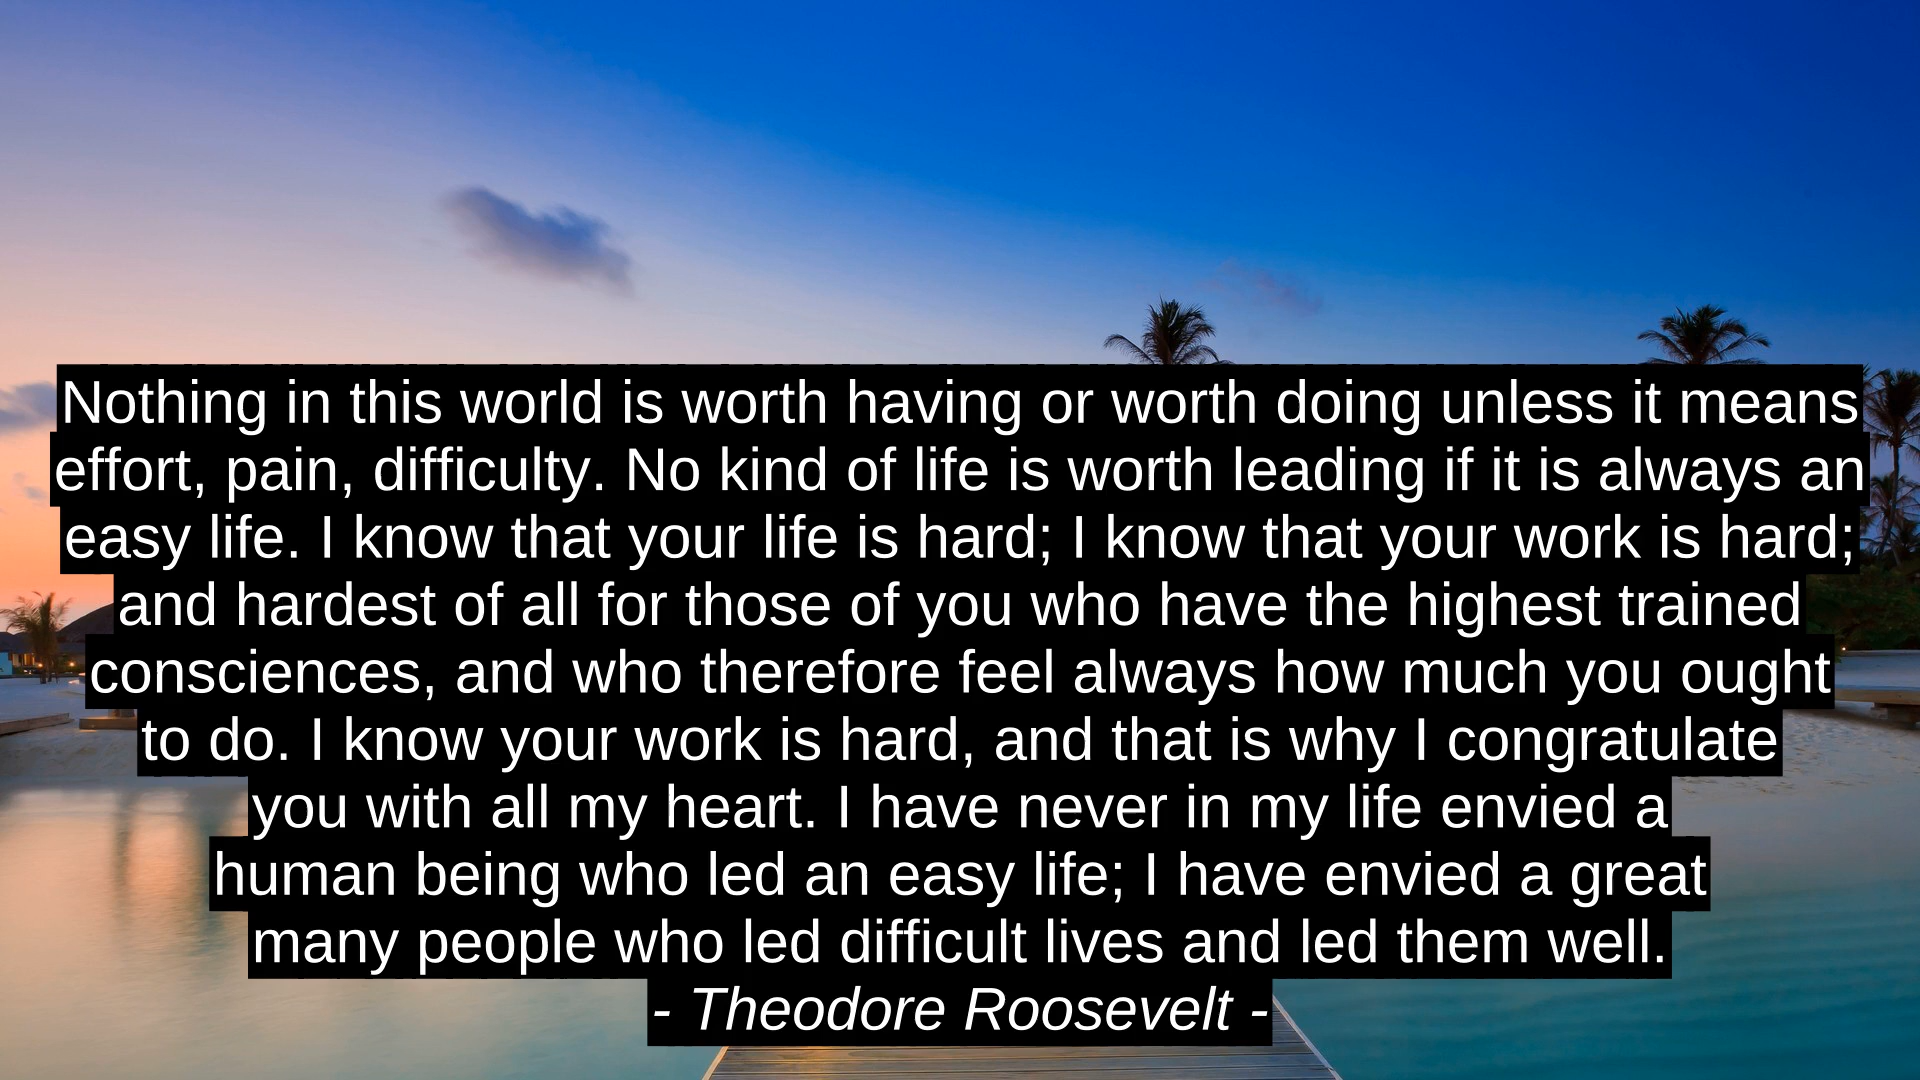 Nothing in this world is worth having or worth doing unless it means
effort, pain, difficulty. No kind of life is worth leading if it is always an
easy life. I know that your life is hard; I know that your work is hard;
and hardest of all for those of you who have the highest trained
consciences, and who therefore feel always how much you ought
to do. I know your work is hard, and that is why I congratulate
you with all my heart. I have never in my life envied a
human being who led an easy life; I have envied a great
many people who led difficult lives and led them well.
- Theodore Roosevelt -